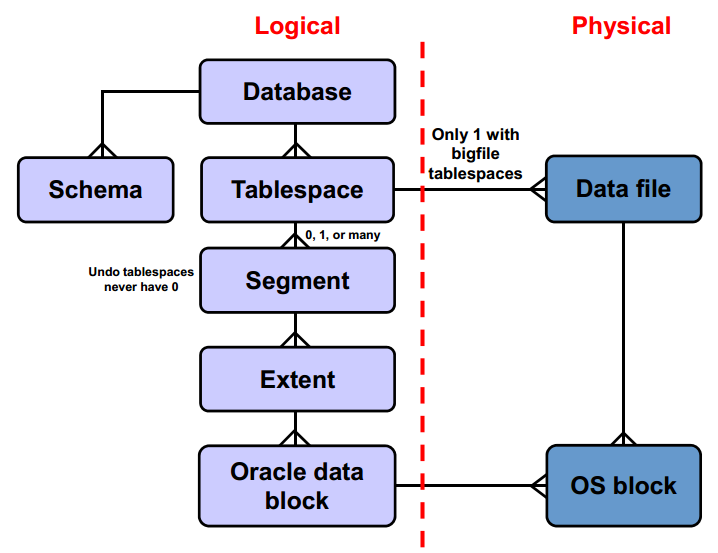 Logical
Physical
Database
Only 1 with
bigfile
tablespaces
Schema
Tablespace
Data file
0, 1, or many
Undo tablespaces
never have 0
Segment
Extent
Oracle data
block
OS block